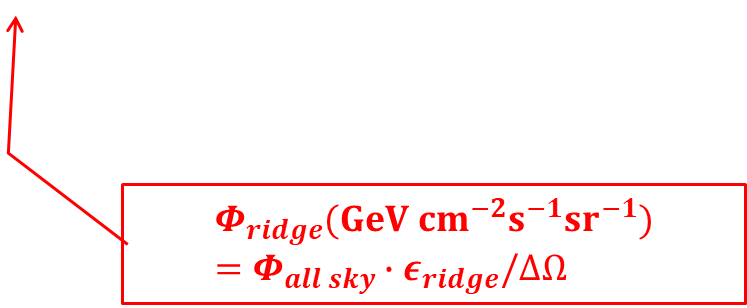 𝜱_ridge(GeV cm⁻²s⁻¹sr⁻¹)
= 𝜱_all sky · ϵ_ridge/ΔΩ